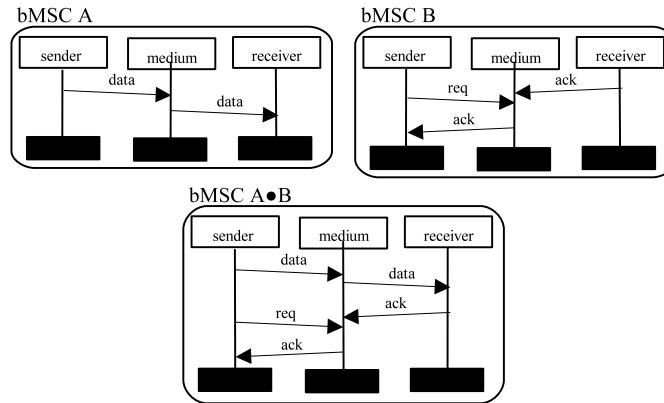 bMSC A
sender medium receiver
data
data
bMSC B
sender medium receiver
ack
req
ack
bMSC A●B
sender medium receiver
data
data
ack
req
ack